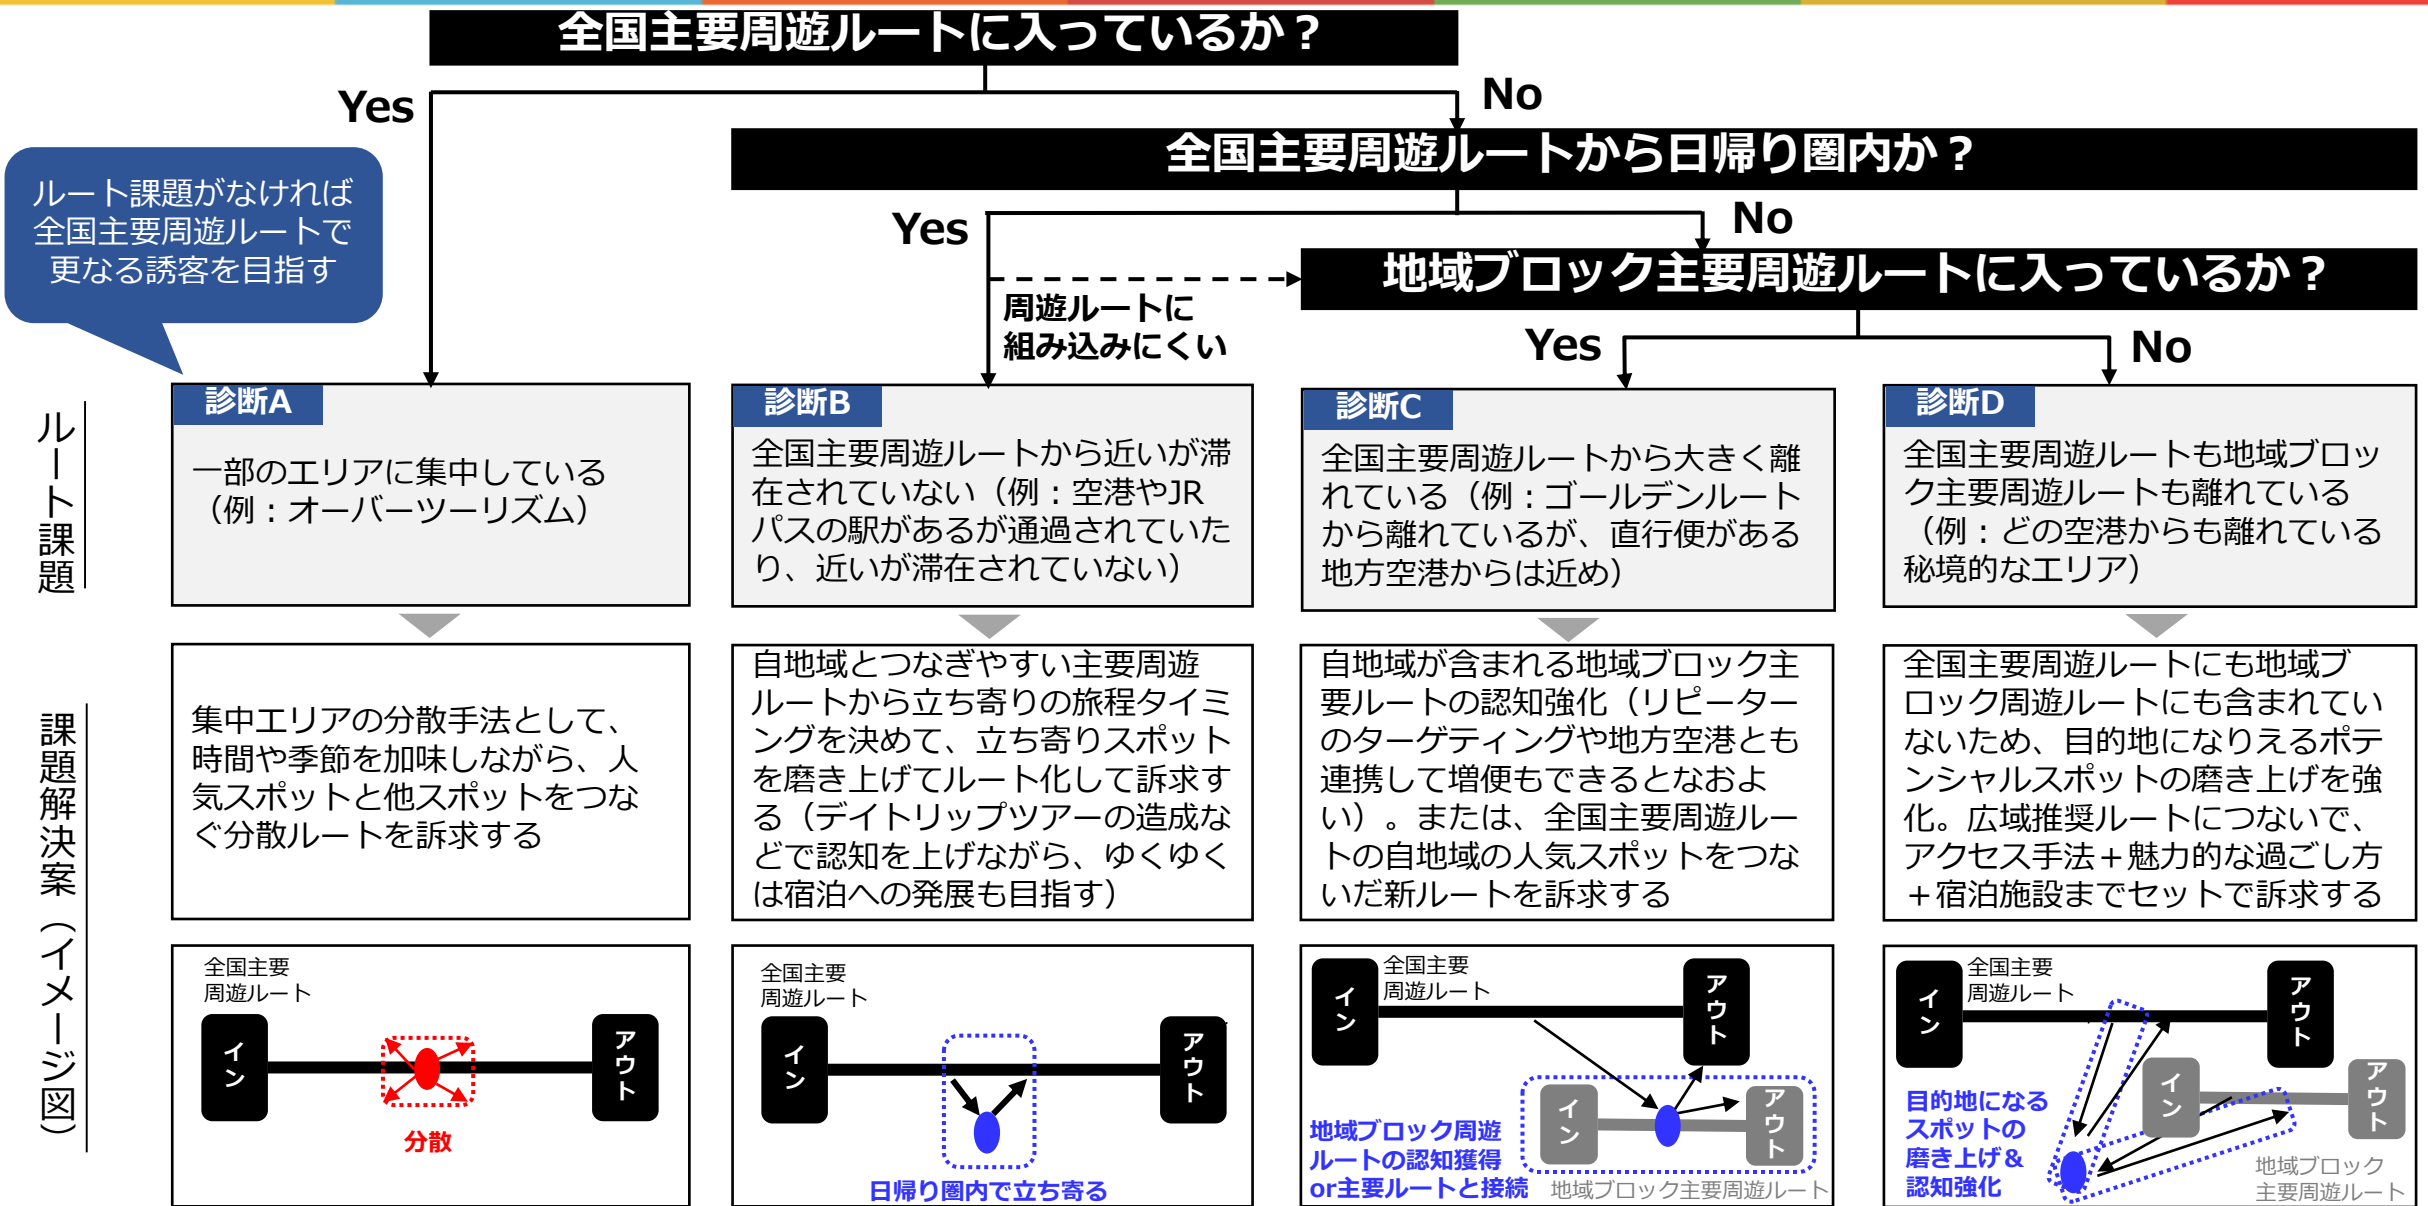 全国主要周遊ルートに入っているか？
Yes
No
全国主要周遊ルートから日帰り圏内か？
ルート課題がなければ
全国主要周遊ルートで
更なる誘客を目指す
Yes
No
地域ブロック主要周遊ルートに入っているか？
周遊ルートに
組み込みにくい
Yes
No
ルート課題
診断A
一部のエリアに集中している
（例：オーバーツーリズム）
診断B
全国主要周遊ルートから近いが滞
在されていない（例：空港やJR
パスの駅があるが通過されていた
り、近いが滞在されていない）
診断C
全国主要周遊ルートから大きく離
れている（例：ゴールデンルート
から離れているが、直行便がある
地方空港からは近め）
診断D
全国主要周遊ルートも地域ブロッ
ク主要周遊ルートも離れている
（例：どの空港からも離れている
秘境的なエリア）
課題解決案（イメージ図）
集中エリアの分散手法として、
時間や季節を加味しながら、人
気スポットと他スポットをつな
ぐ分散ルートを訴求する
自地域とつなぎやすい主要周遊
ルートから立ち寄りの旅程タイミ
ングを決めて、立ち寄りスポット
を磨き上げてルート化して訴求す
る（デイトリップツアーの造成な
どで認知を上げながら、ゆくゆく
は宿泊への発展も目指す）
自地域が含まれる地域ブロック主
要ルートの認知強化（リピーター
のターゲティングや地方空港とも
連携して増便もできるとなおよ
い）。または、全国主要周遊ルー
トの自地域の人気スポットをつな
いだ新ルートを訴求する
全国主要周遊ルートにも地域ブ
ロック周遊ルートにも含まれてい
ないため、目的地になりえるポテ
ンシャルスポットの磨き上げを強
化。広域推奨ルートにつないで、
アクセス手法＋魅力的な過ごし方
＋宿泊施設までセットで訴求する
全国主要
周遊ルート
イン
アウト
分散
全国主要
周遊ルート
イン
アウト
日帰り圏内で立ち寄る
全国主要
周遊ルート
イン
アウト
イン
アウト
地域ブロック周遊
ルートの認知獲得
or主要ルートと接続
地域ブロック主要周遊ルート
全国主要
周遊ルート
イン
アウト
イン
アウト
目的地になる
スポットの
磨き上げ＆
認知強化
地域ブロック
主要周遊ルート